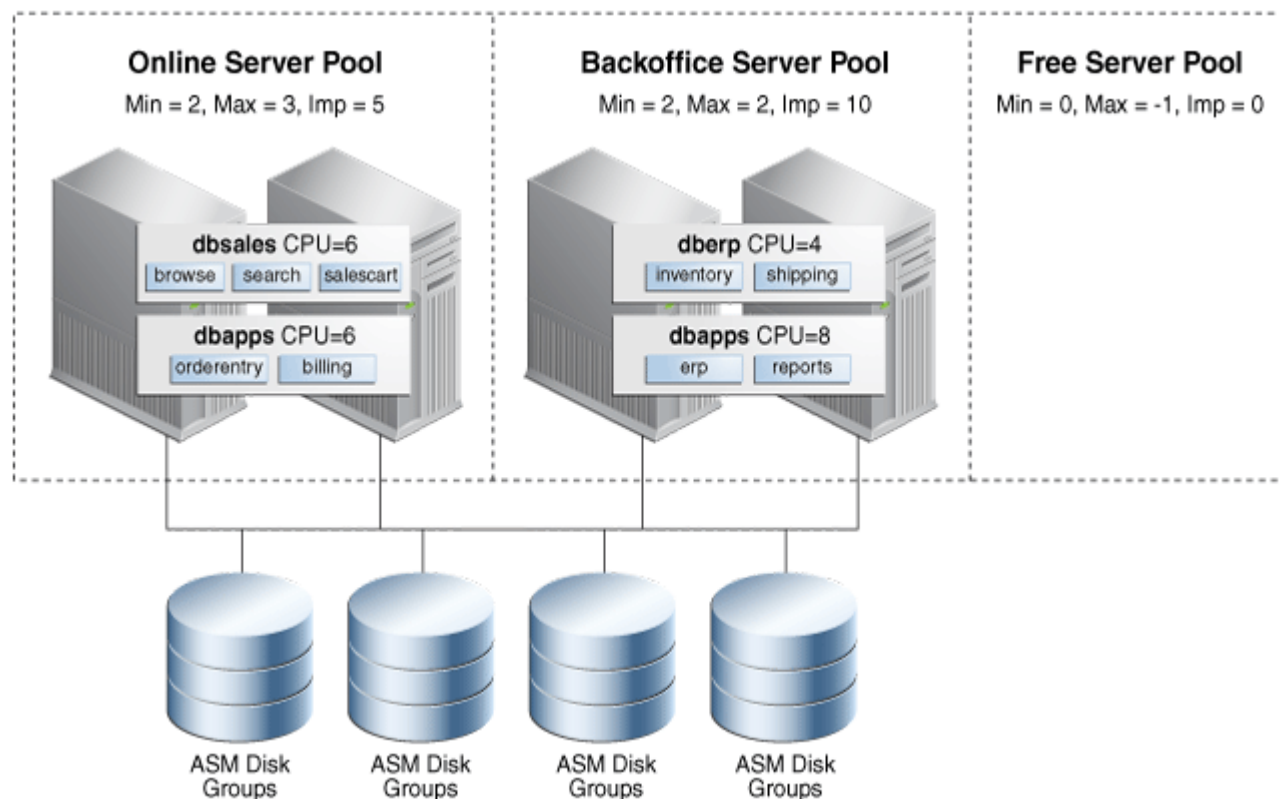 Online Server Pool
Min = 2, Max = 3, Imp = 5
dbsales CPU=6
browse search salescart
dbapps CPU=6
orderentry billing
Backoffice Server Pool
Min = 2, Max = 2, Imp = 10
dberp CPU=4
inventory shipping
dbapps CPU=8
erp reports
Free Server Pool
Min = 0, Max = -1, Imp = 0
ASM Disk
Groups
ASM Disk
Groups
ASM Disk
Groups
ASM Disk
Groups